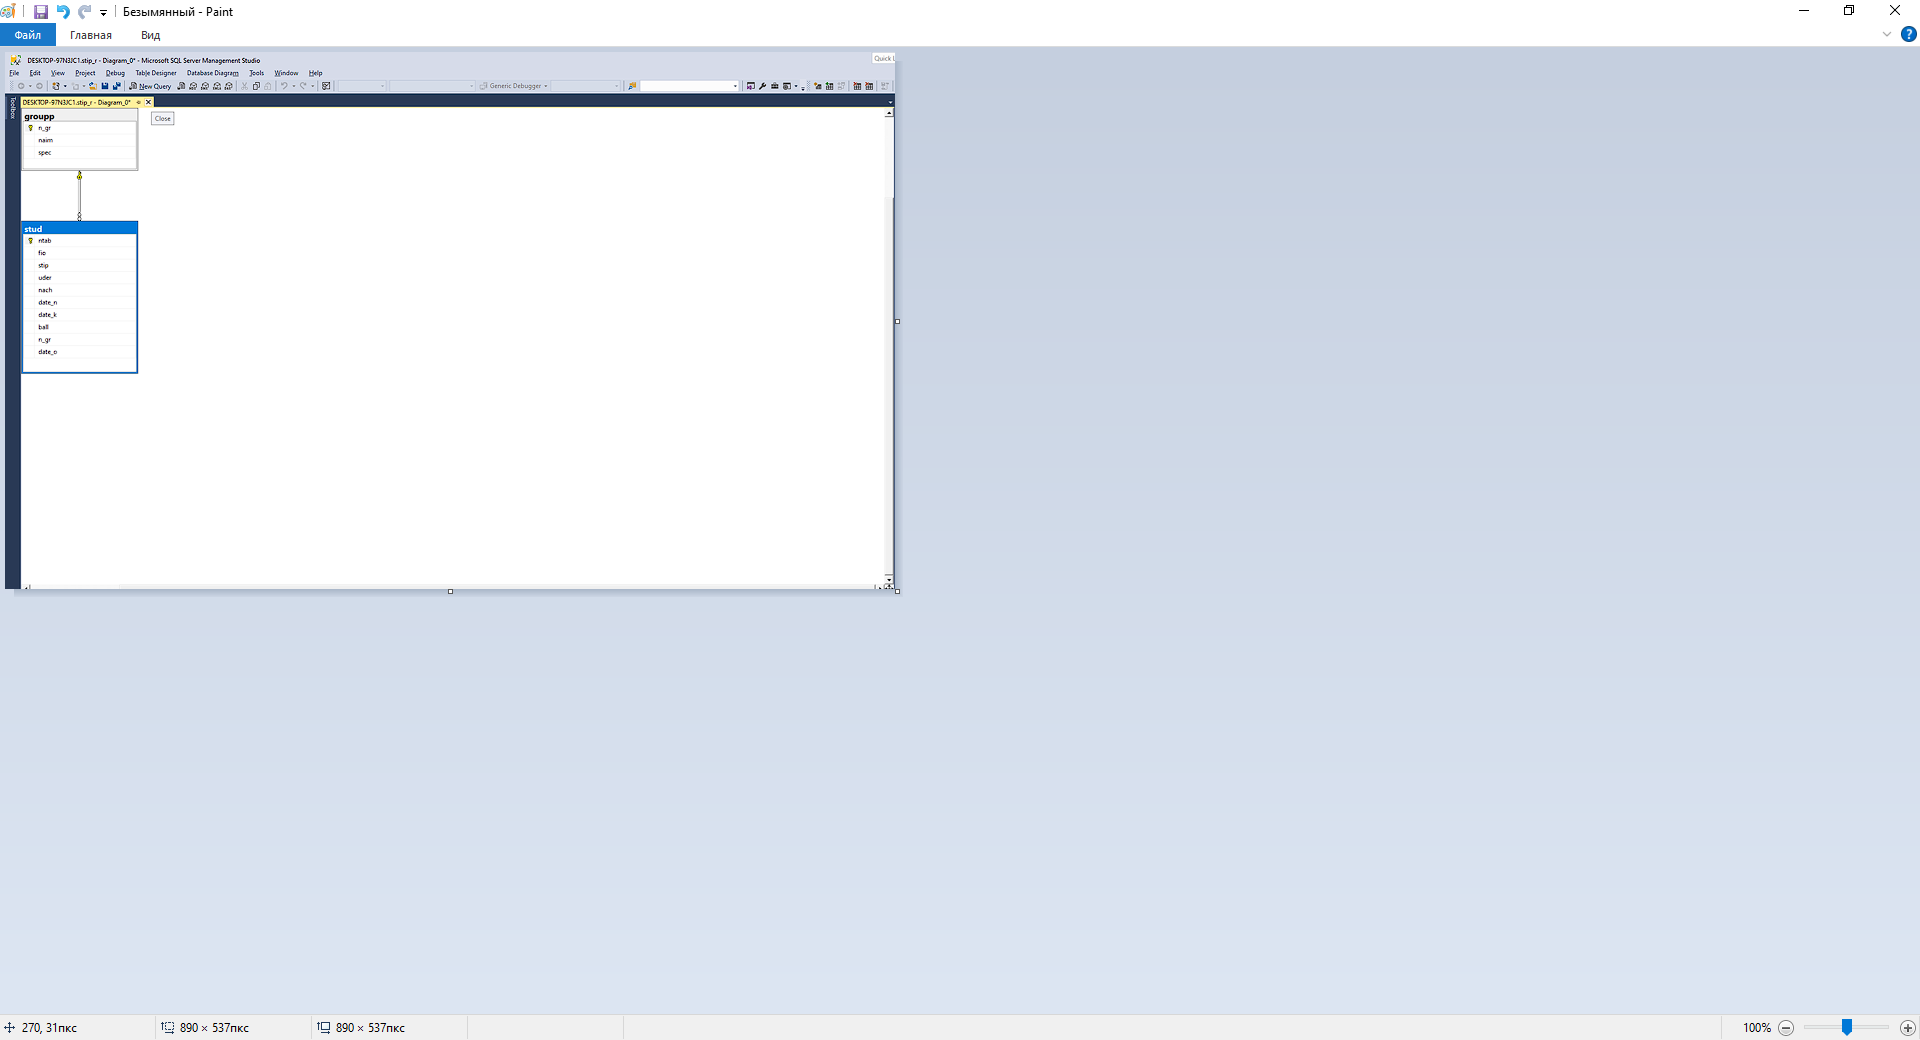 Безымянный - Paint
Файл Главная Вид
DESKTOP-97N3JC1.stip_r - Diagram_0* - Microsoft SQL Server Management Studio
Quick L
File Edit View Project Debug Table Designer Database Diagram Tools Window Help
New Query
Generic Debugger
DESKTOP-97N3JC1.stip_r - Diagram_0*
Toolbox
Close
groupp
n_gr
naim
spec
stud
ntab
fio
stip
uder
nach
date_n
date_k
ball
n_gr
date_o
270, 31пкс
890 × 537пкс
890 × 537пкс
100%